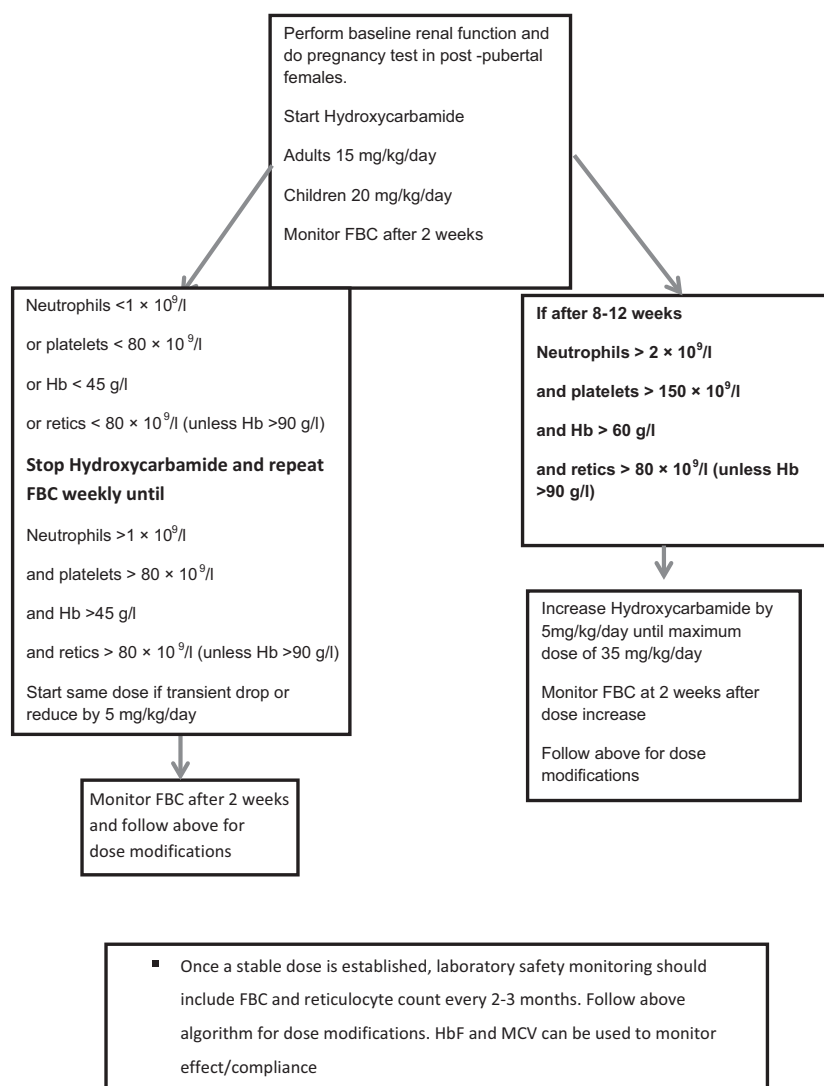 Perform baseline renal function and
do pregnancy test in post -pubertal
females.
Start Hydroxycarbamide
Adults 15 mg/kg/day
Children 20 mg/kg/day
Monitor FBC after 2 weeks
Neutrophils <1 × 10⁹/l
or platelets < 80 × 10⁹/l
or Hb < 45 g/l
or retics < 80 × 10⁹/l (unless Hb >90 g/l)
Stop Hydroxycarbamide and repeat
FBC weekly until
Neutrophils >1 × 10⁹/l
and platelets > 80 × 10⁹/l
and Hb >45 g/l
and retics > 80 × 10⁹/l (unless Hb >90 g/l)
Start same dose if transient drop or
reduce by 5 mg/kg/day
Monitor FBC after 2 weeks
and follow above for
dose modifications
If after 8-12 weeks
Neutrophils > 2 × 10⁹/l
and platelets > 150 × 10⁹/l
and Hb > 60 g/l
and retics > 80 × 10⁹/l (unless Hb
>90 g/l)
Increase Hydroxycarbamide by
5mg/kg/day until maximum
dose of 35 mg/kg/day
Monitor FBC at 2 weeks after
dose increase
Follow above for dose
modifications
▪ Once a stable dose is established, laboratory safety monitoring should
include FBC and reticulocyte count every 2-3 months. Follow above
algorithm for dose modifications. HbF and MCV can be used to monitor
effect/compliance